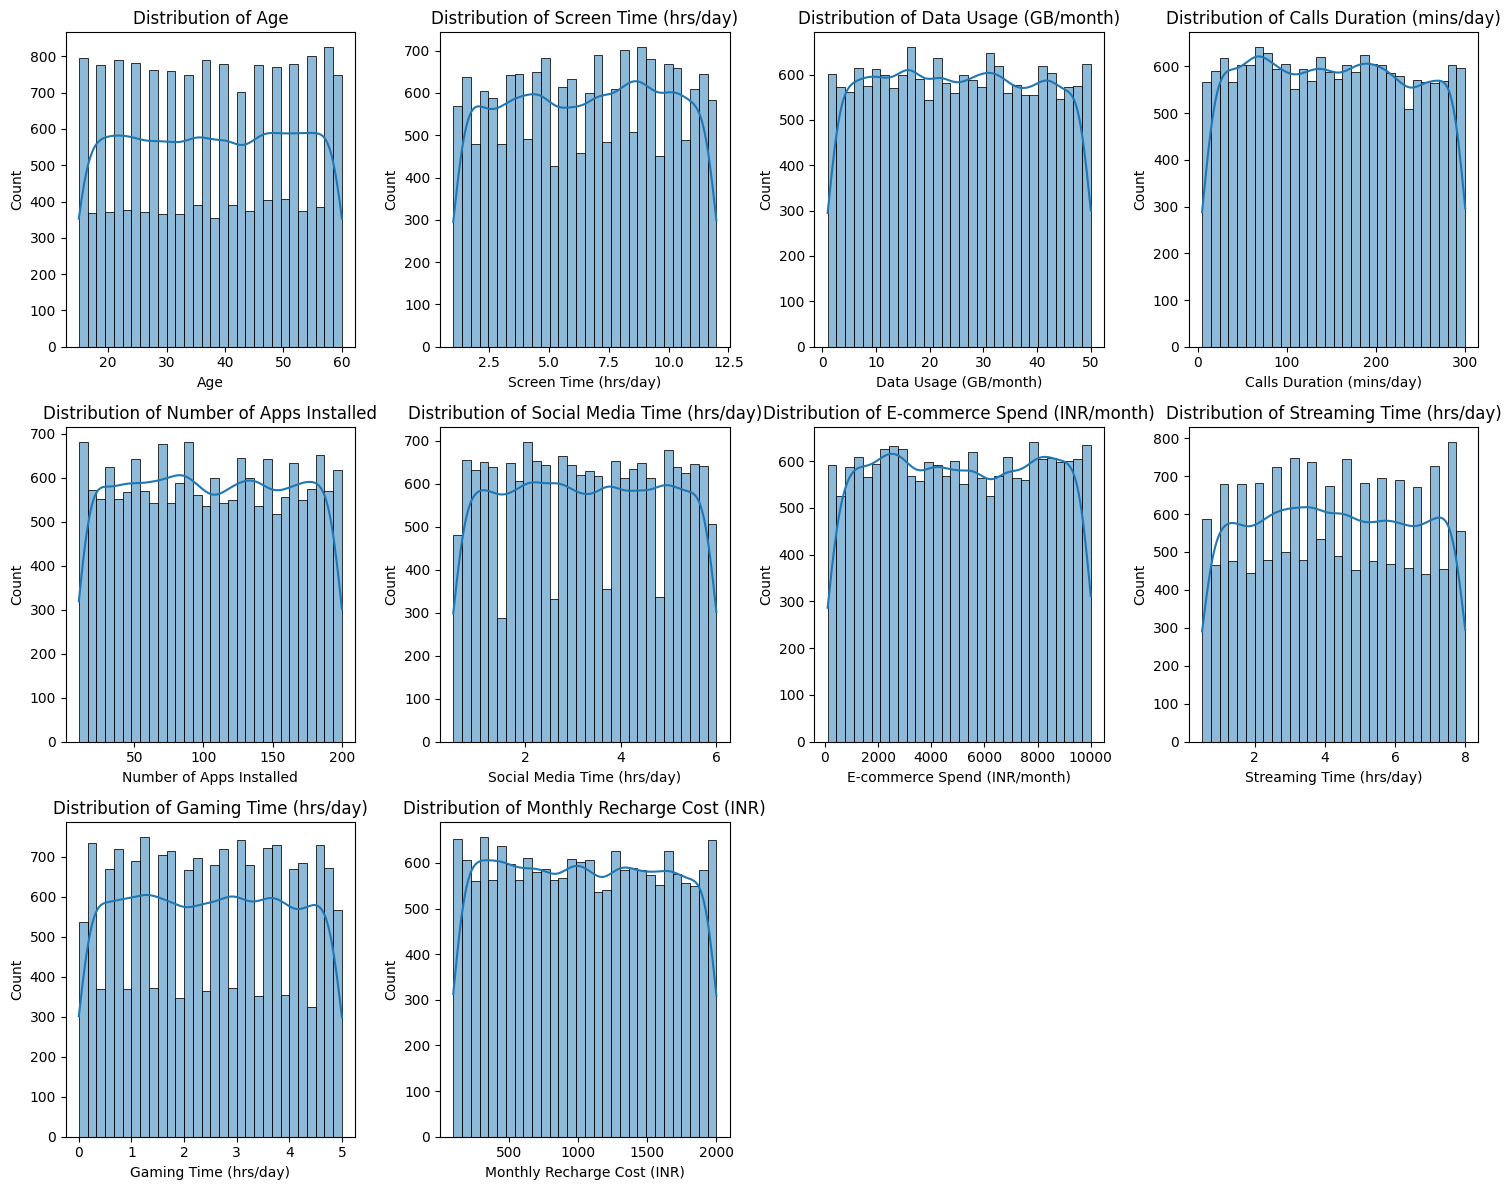 Distribution of Age
800
700
600
500
400
300
200
100
0
Count
20 30 40 50 60
Age
Distribution of Screen Time (hrs/day)
700
600
500
400
300
200
100
0
Count
2.5 5.0 7.5 10.0 12.5
Screen Time (hrs/day)
Distribution of Data Usage (GB/month)
600
500
400
300
200
100
0
Count
0 10 20 30 40 50
Data Usage (GB/month)
Distribution of Calls Duration (mins/day)
600
500
400
300
200
100
0
Count
0 100 200 300
Calls Duration (mins/day)
Distribution of Number of Apps Installed
700
600
500
400
300
200
100
0
Count
50 100 150 200
Number of Apps Installed
Distribution of Social Media Time (hrs/day)
700
600
500
400
300
200
100
0
Count
2 4 6
Social Media Time (hrs/day)
Distribution of E-commerce Spend (INR/month)
600
500
400
300
200
100
0
Count
0 2000 4000 6000 8000 10000
E-commerce Spend (INR/month)
Distribution of Streaming Time (hrs/day)
800
700
600
500
400
300
200
100
0
Count
2 4 6 8
Streaming Time (hrs/day)
Distribution of Gaming Time (hrs/day)
700
600
500
400
300
200
100
0
Count
0 1 2 3 4 5
Gaming Time (hrs/day)
Distribution of Monthly Recharge Cost (INR)
600
500
400
300
200
100
0
Count
500 1000 1500 2000
Monthly Recharge Cost (INR)